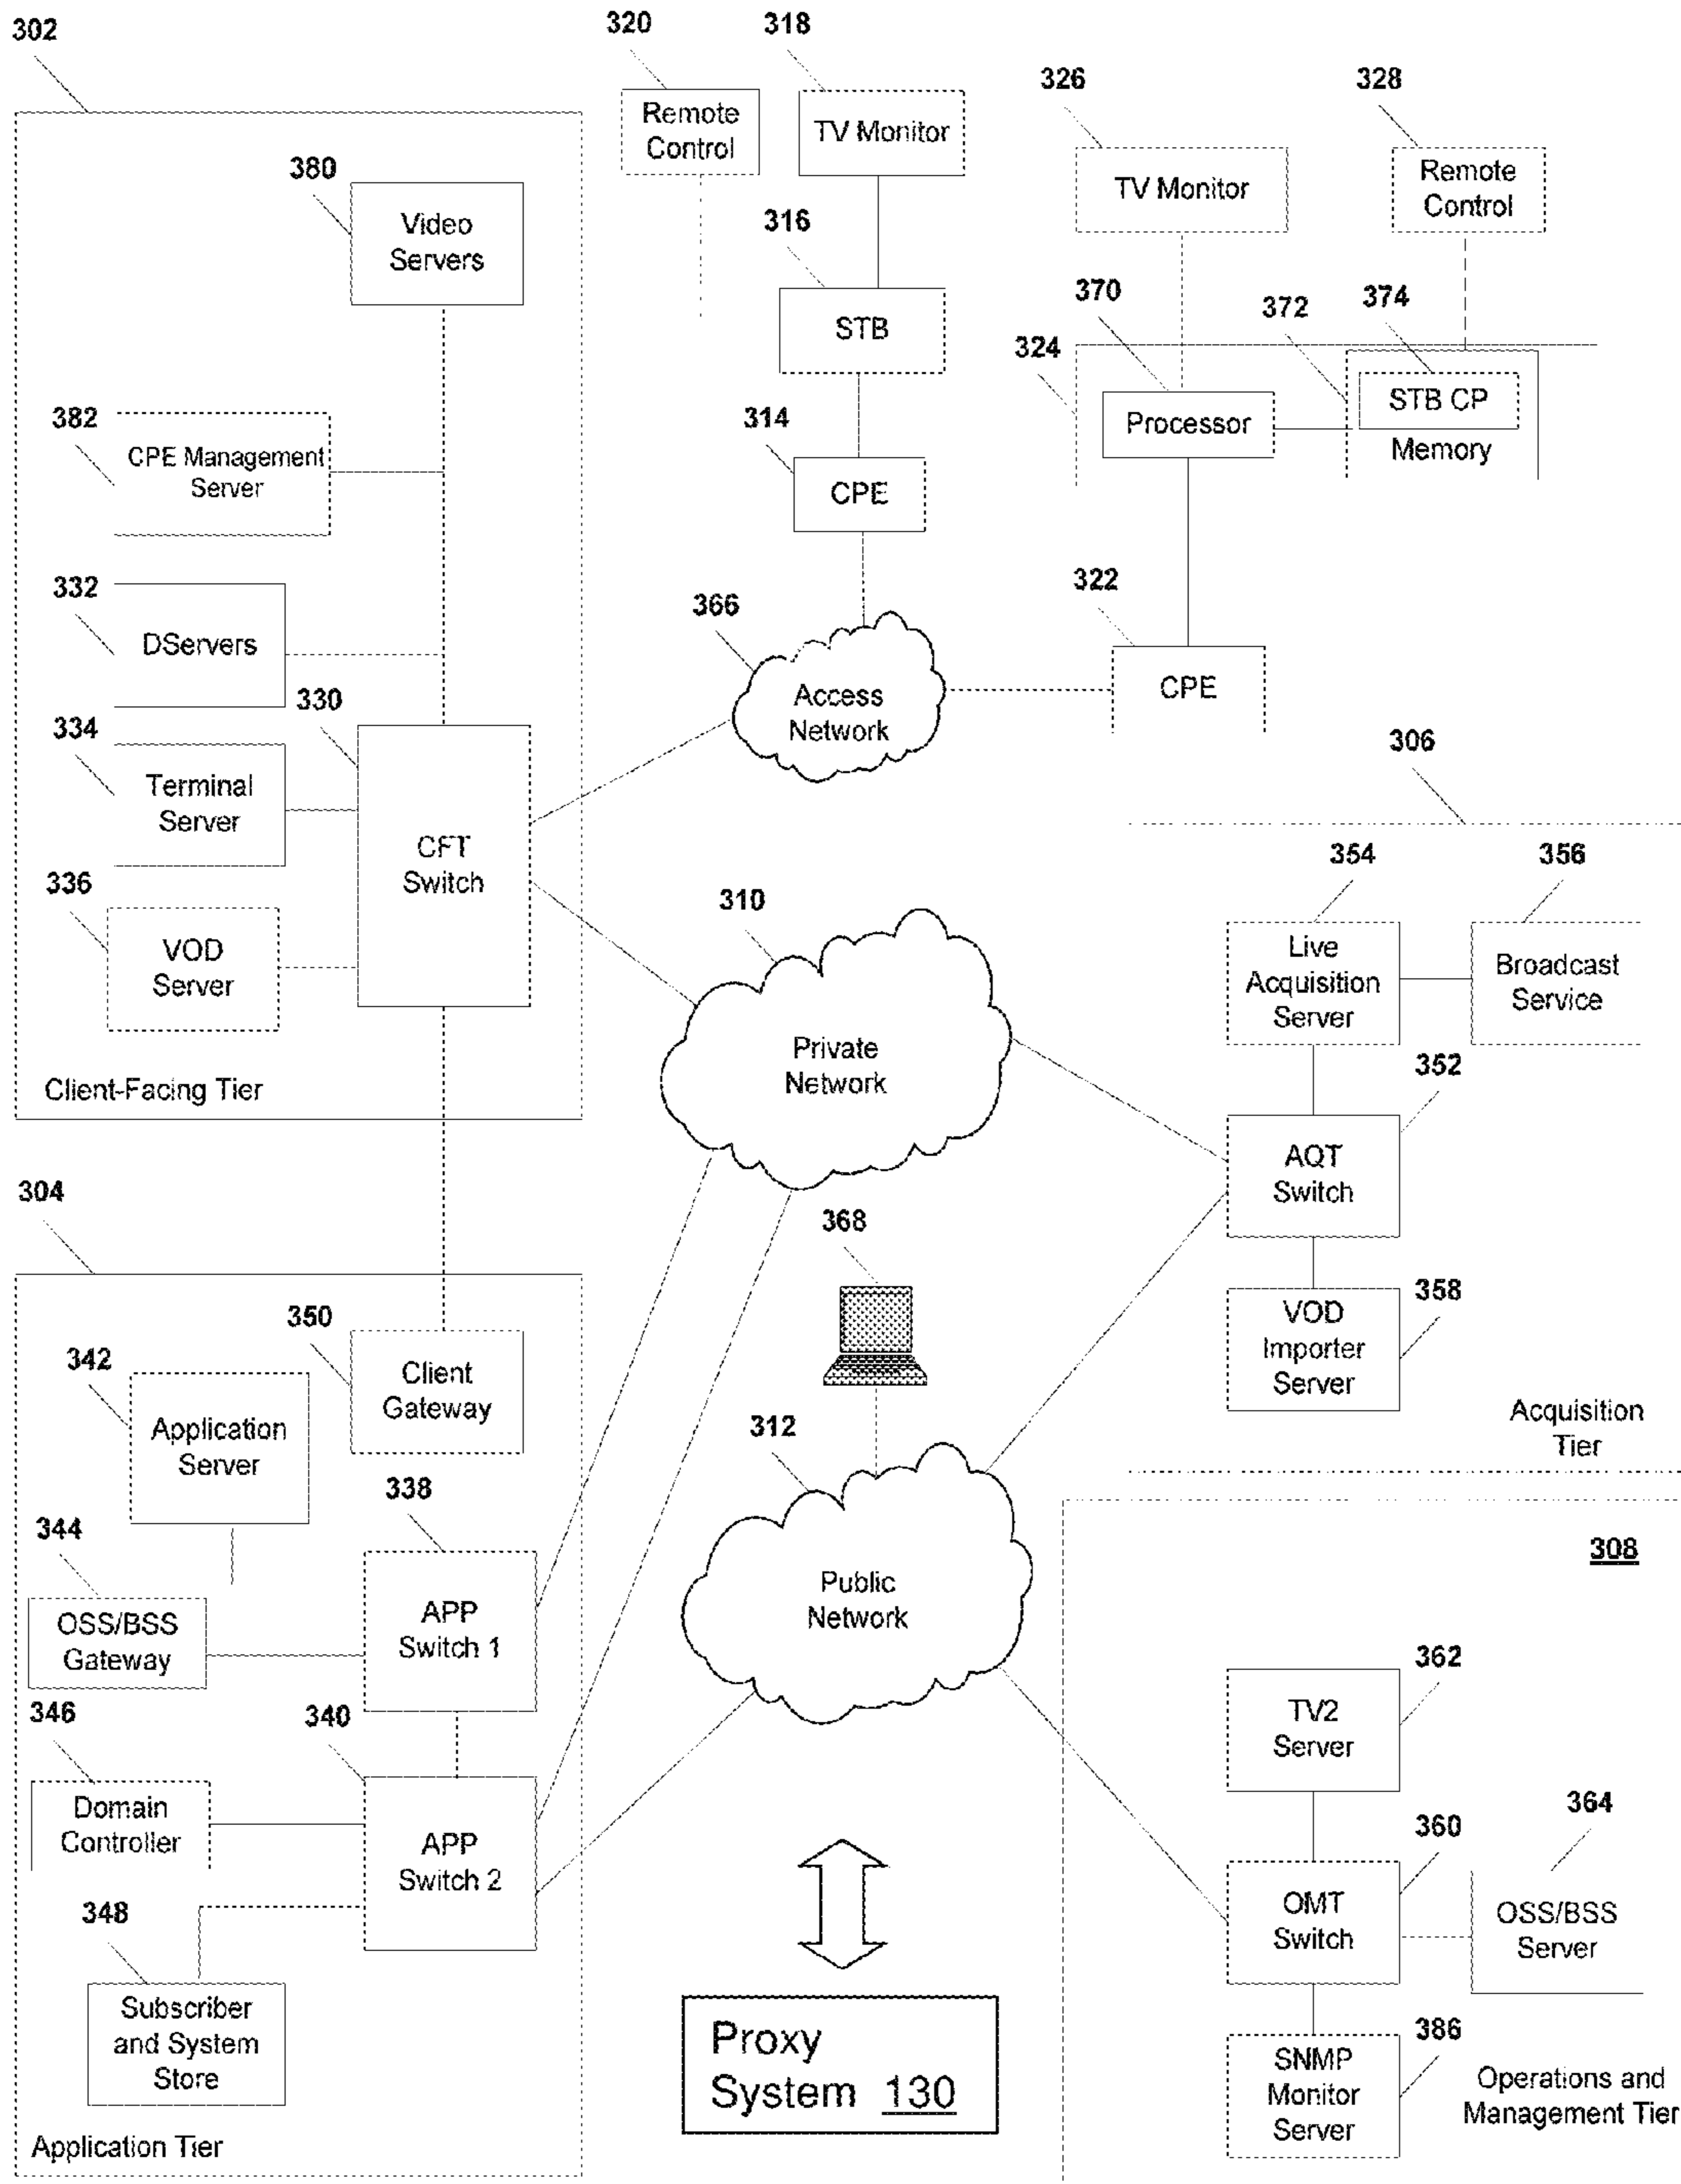 302
320
318
326
328
Remote
Control
TV Monitor
TV Monitor
Remote
Control
380
Video
Servers
316
STB
370
372
374
324
Processor
STB CP
Memory
382
CPE Management
Server
314
CPE
332
DServers
366
Access
Network
322
CPE
330
334
Terminal
Server
CFT
Switch
336
VOD
Server
Client-Facing Tier
306
354
356
Live
Acquisition
Server
Broadcast
Service
310
Private
Network
352
AQT
Switch
358
VOD
Importer
Server
Acquisition
Tier
304
368
350
Client
Gateway
342
Application
Server
312
Public
Network
338
344
OSS/BSS
Gateway
APP
Switch 1
346
340
Domain
Controller
APP
Switch 2
348
Subscriber
and System
Store
Application Tier
308
362
TV2
Server
360
364
OMT
Switch
OSS/BSS
Server
386
SNMP
Monitor
Server
Operations and
Management Tier
Proxy
System 130